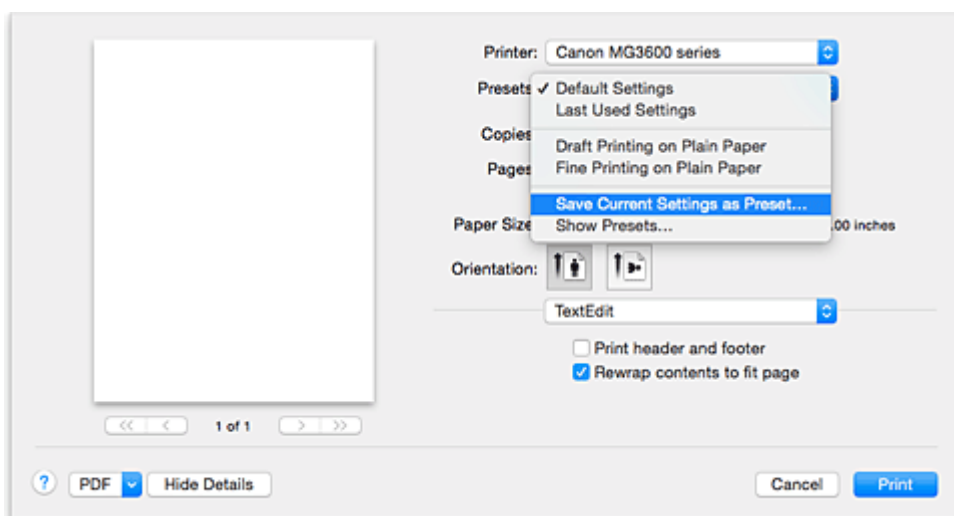 Printer: Canon MG3600 series
Presets ✓ Default Settings
Last Used Settings
Copies
Draft Printing on Plain Paper
Pages Fine Printing on Plain Paper
Save Current Settings as Preset...
Paper Size Show Presets... .00 inches
Orientation:
TextEdit
Print header and footer
Rewrap contents to fit page
<< < 1 of 1 > >>
? PDF Hide Details Cancel Print